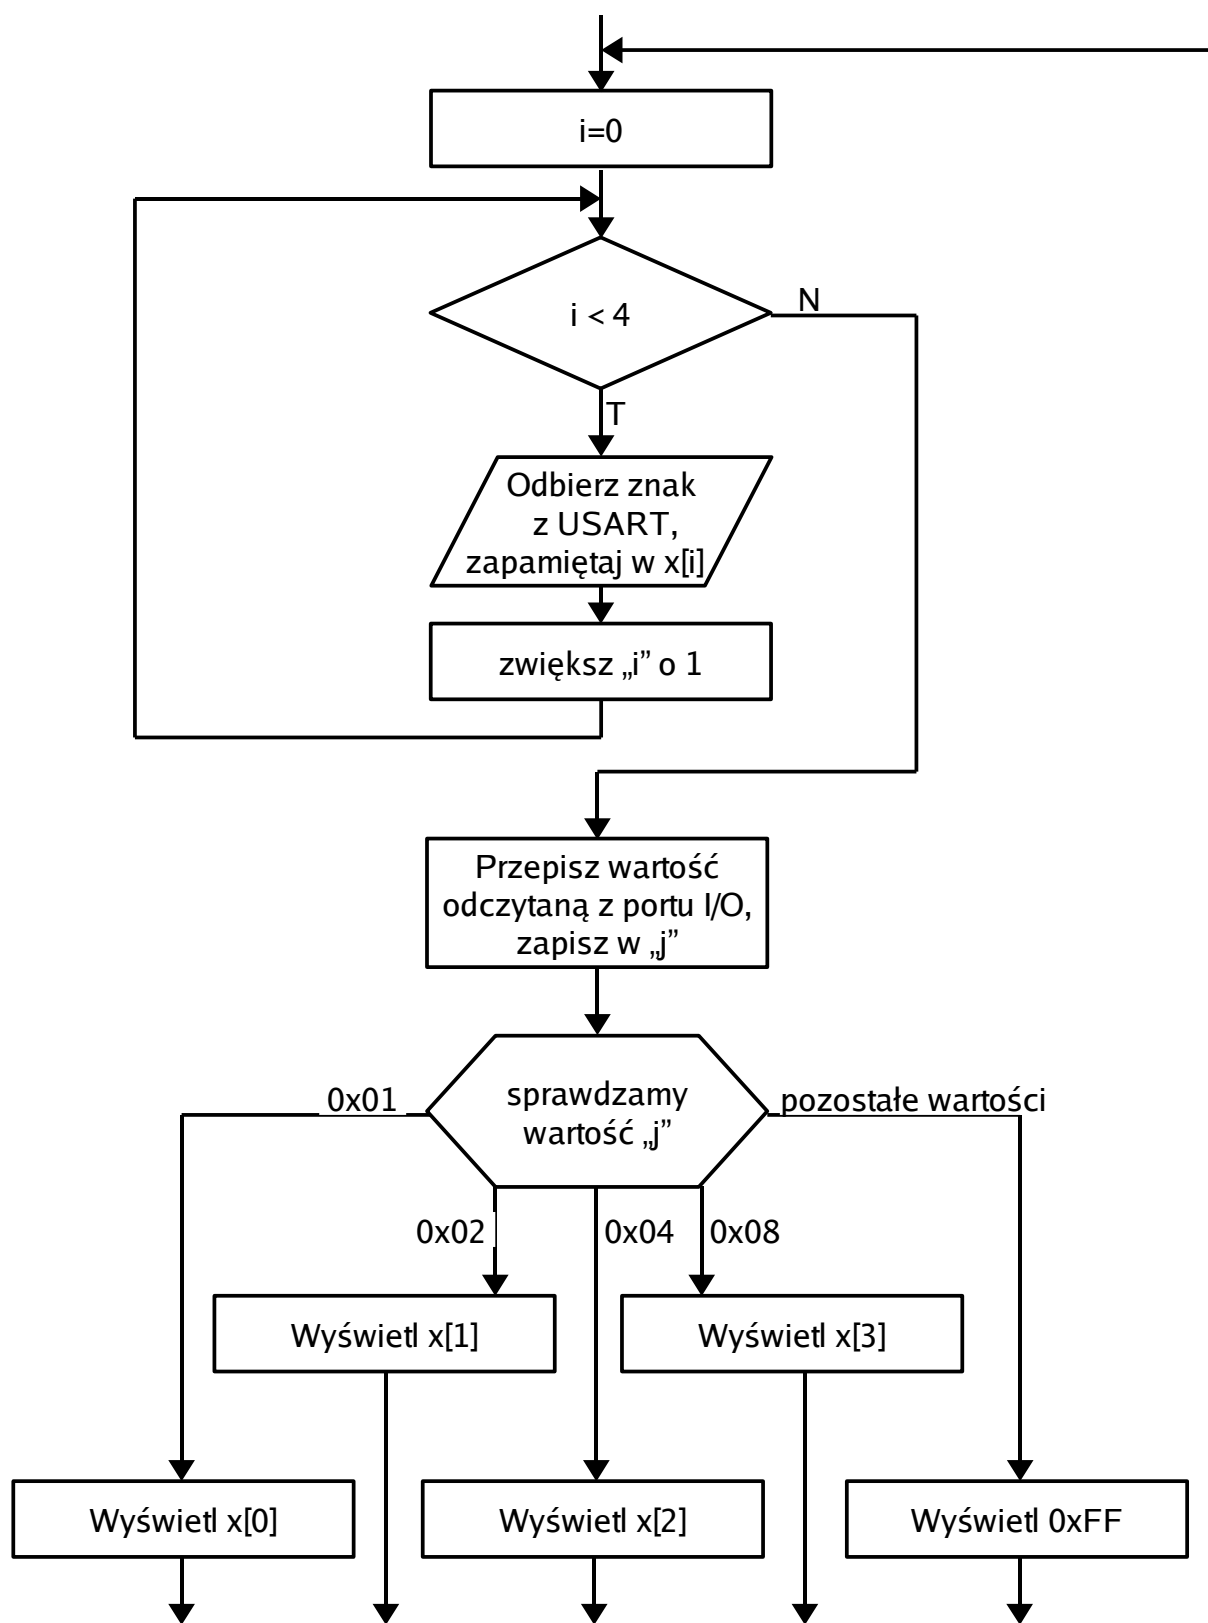 i=0
i < 4
N
T
Odbierz znak
z USART,
zapamiętaj w x[i]
zwiększ „i” o 1
Przepisz wartość
odczytaną z portu I/O,
zapisz w „j”
sprawdzamy
wartość „j”
0x01
pozostałe wartości
0x02
0x04
0x08
Wyświetl x[1]
Wyświetl x[3]
Wyświetl x[0]
Wyświetl x[2]
Wyświetl 0xFF